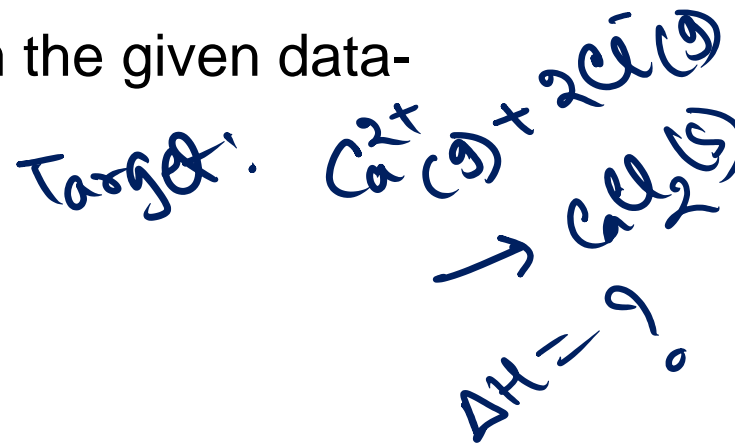 n the given data-
Target: Ca²⁺(g) + 2Cl⁻(g)
→ CaCl₂(s)
ΔH = ?